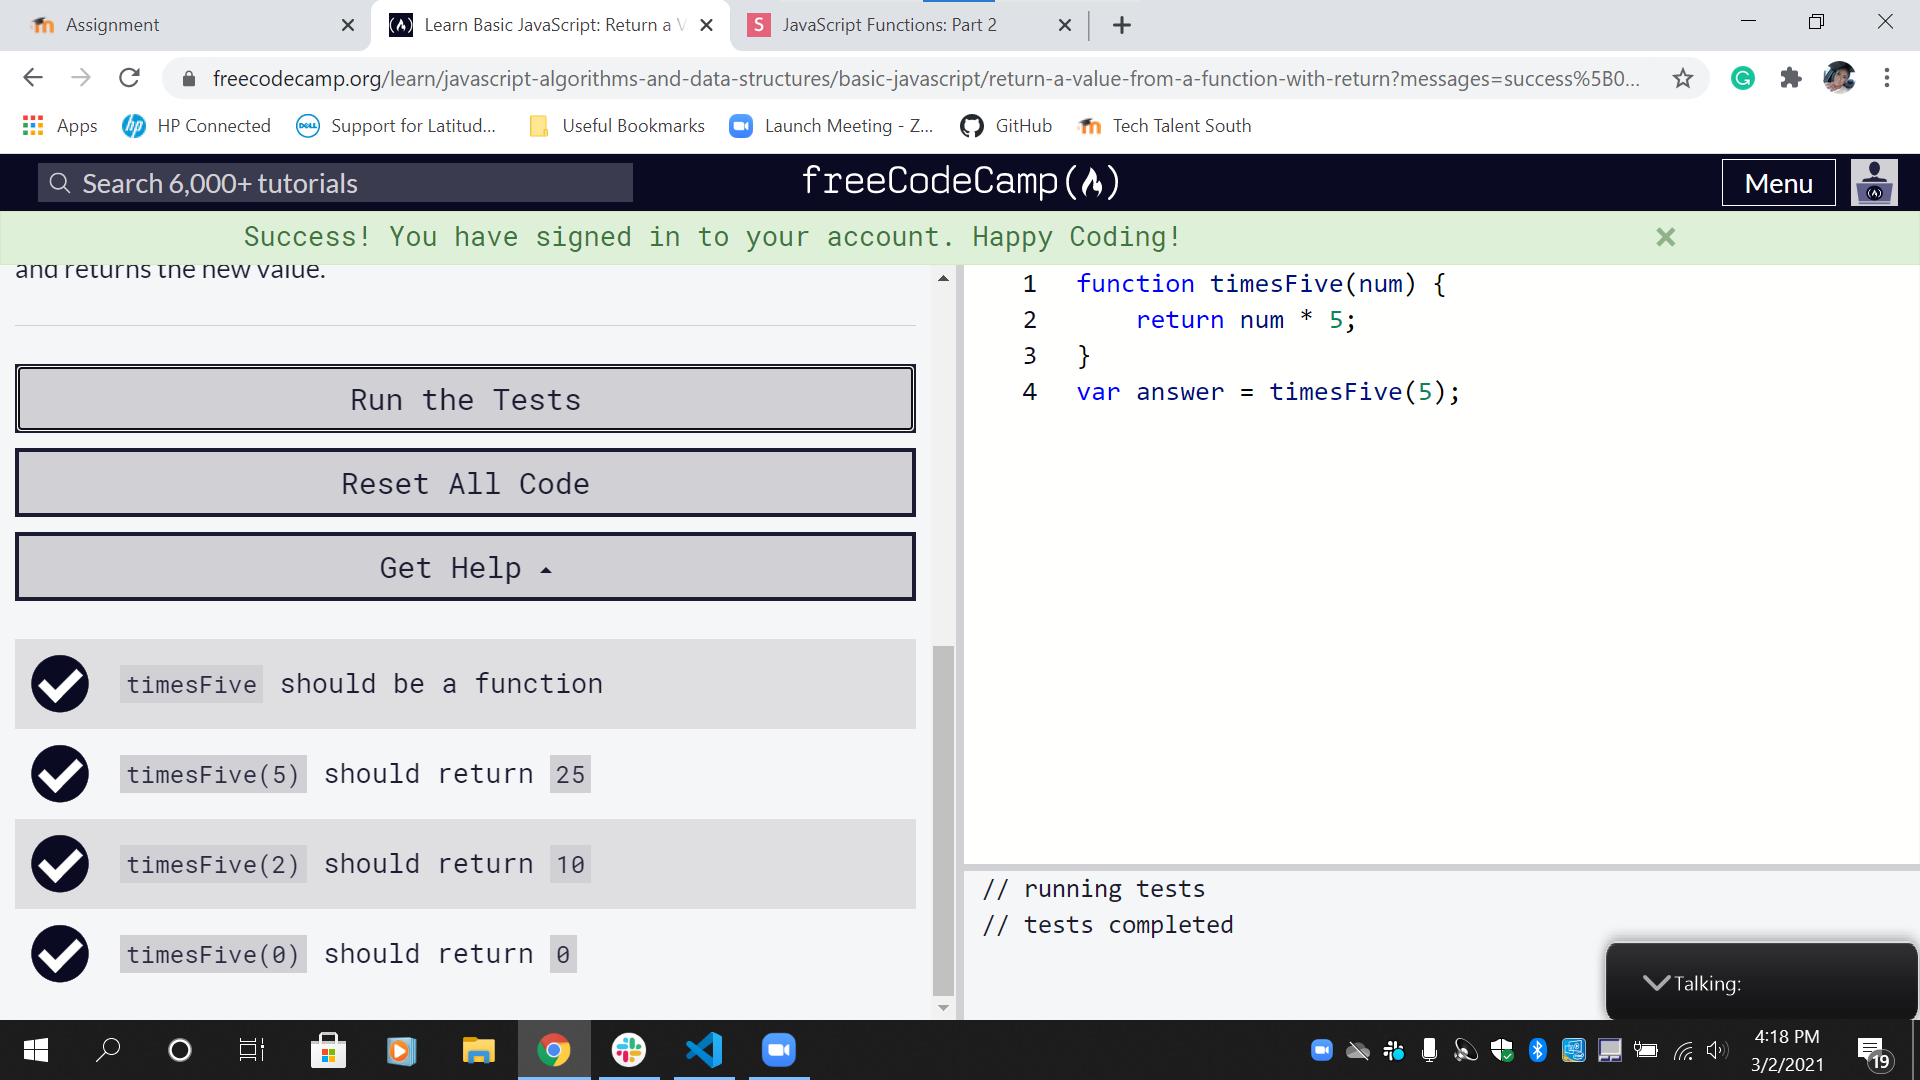 Assignment
Learn Basic JavaScript: Return a V
JavaScript Functions: Part 2
freecodecamp.org/learn/javascript-algorithms-and-data-structures/basic-javascript/return-a-value-from-a-function-with-return?messages=success%5B0...
Apps
HP Connected
Support for Latitud...
Useful Bookmarks
Launch Meeting - Z...
GitHub
Tech Talent South
Search 6,000+ tutorials
freeCodeCamp
Menu
Success! You have signed in to your account. Happy Coding!
and returns the new value.
Run the Tests
Reset All Code
Get Help
timesFive should be a function
timesFive(5) should return 25
timesFive(2) should return 10
timesFive(0) should return 0
1 function timesFive(num) {
2 return num * 5;
3 }
4 var answer = timesFive(5);
// running tests
// tests completed
Talking:
4:18 PM
3/2/2021
19